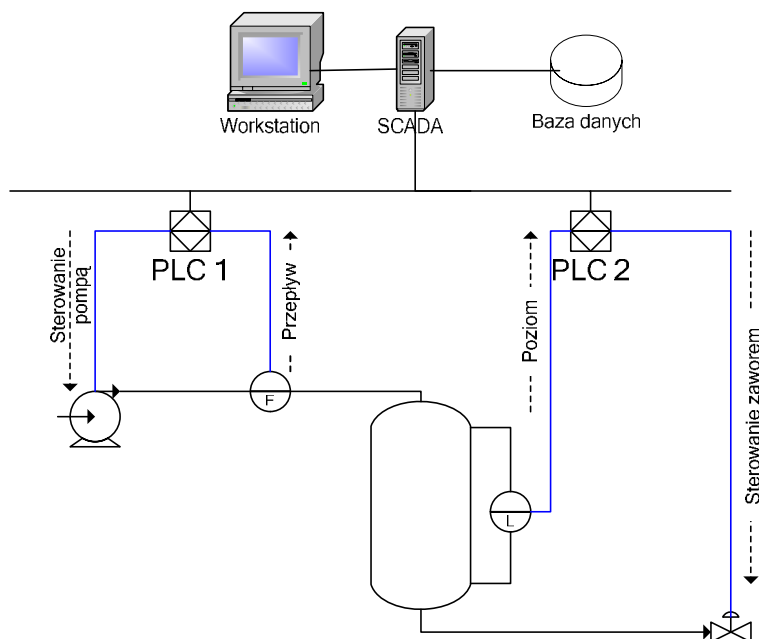 Workstation
SCADA
Baza danych
PLC 1
PLC 2
Sterowanie
pompą
Przepływ
Poziom
Sterowanie zaworem
F
L